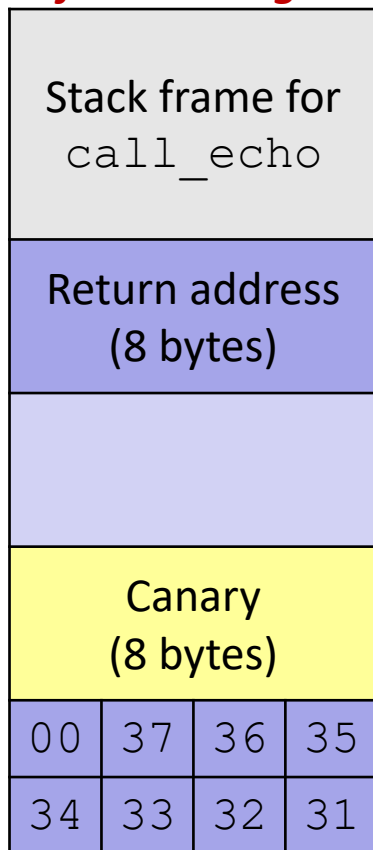 Stack frame for
call_echo
Return address
(8 bytes)
Canary
(8 bytes)
00 37 36 35
34 33 32 31